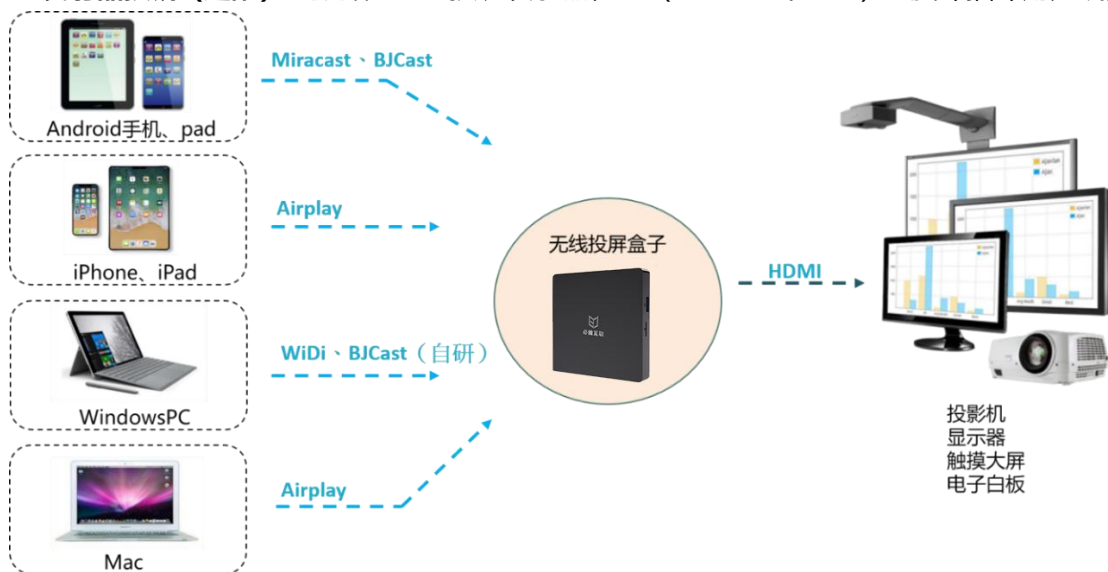 Miracast、BJCast
Android手机、pad
Airplay
iPhone、iPad
无线投屏盒子
HDMI
WiDi、BJCast（自研）
WindowsPC
投影机
显示器
触摸大屏
电子白板
Airplay
Mac